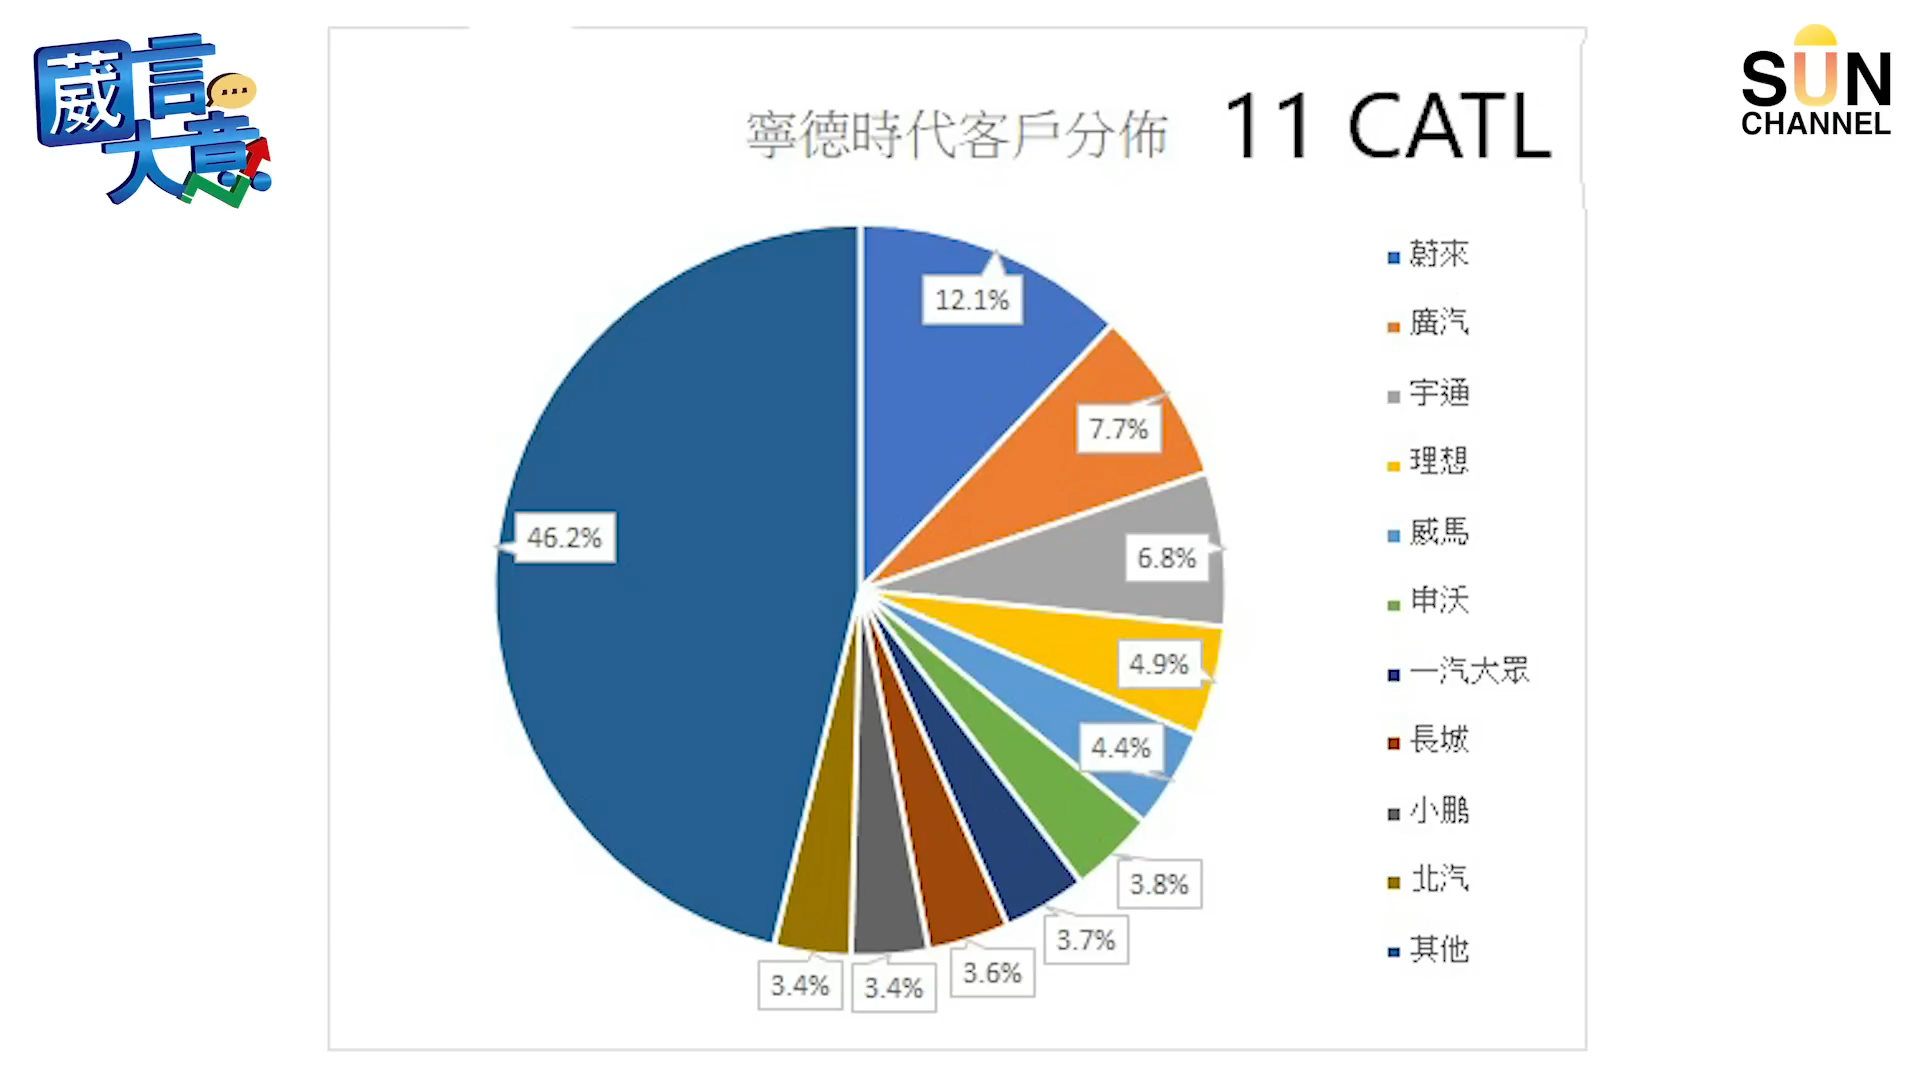 葳言
大意
SUN
CHANNEL
寧德時代客戶分佈 11 CATL
12.1%
7.7%
6.8%
4.9%
4.4%
3.8%
3.7%
3.6%
3.4%
3.4%
46.2%
蔚來
廣汽
宇通
理想
威馬
申沃
一汽大眾
長城
小鵬
北汽
其他